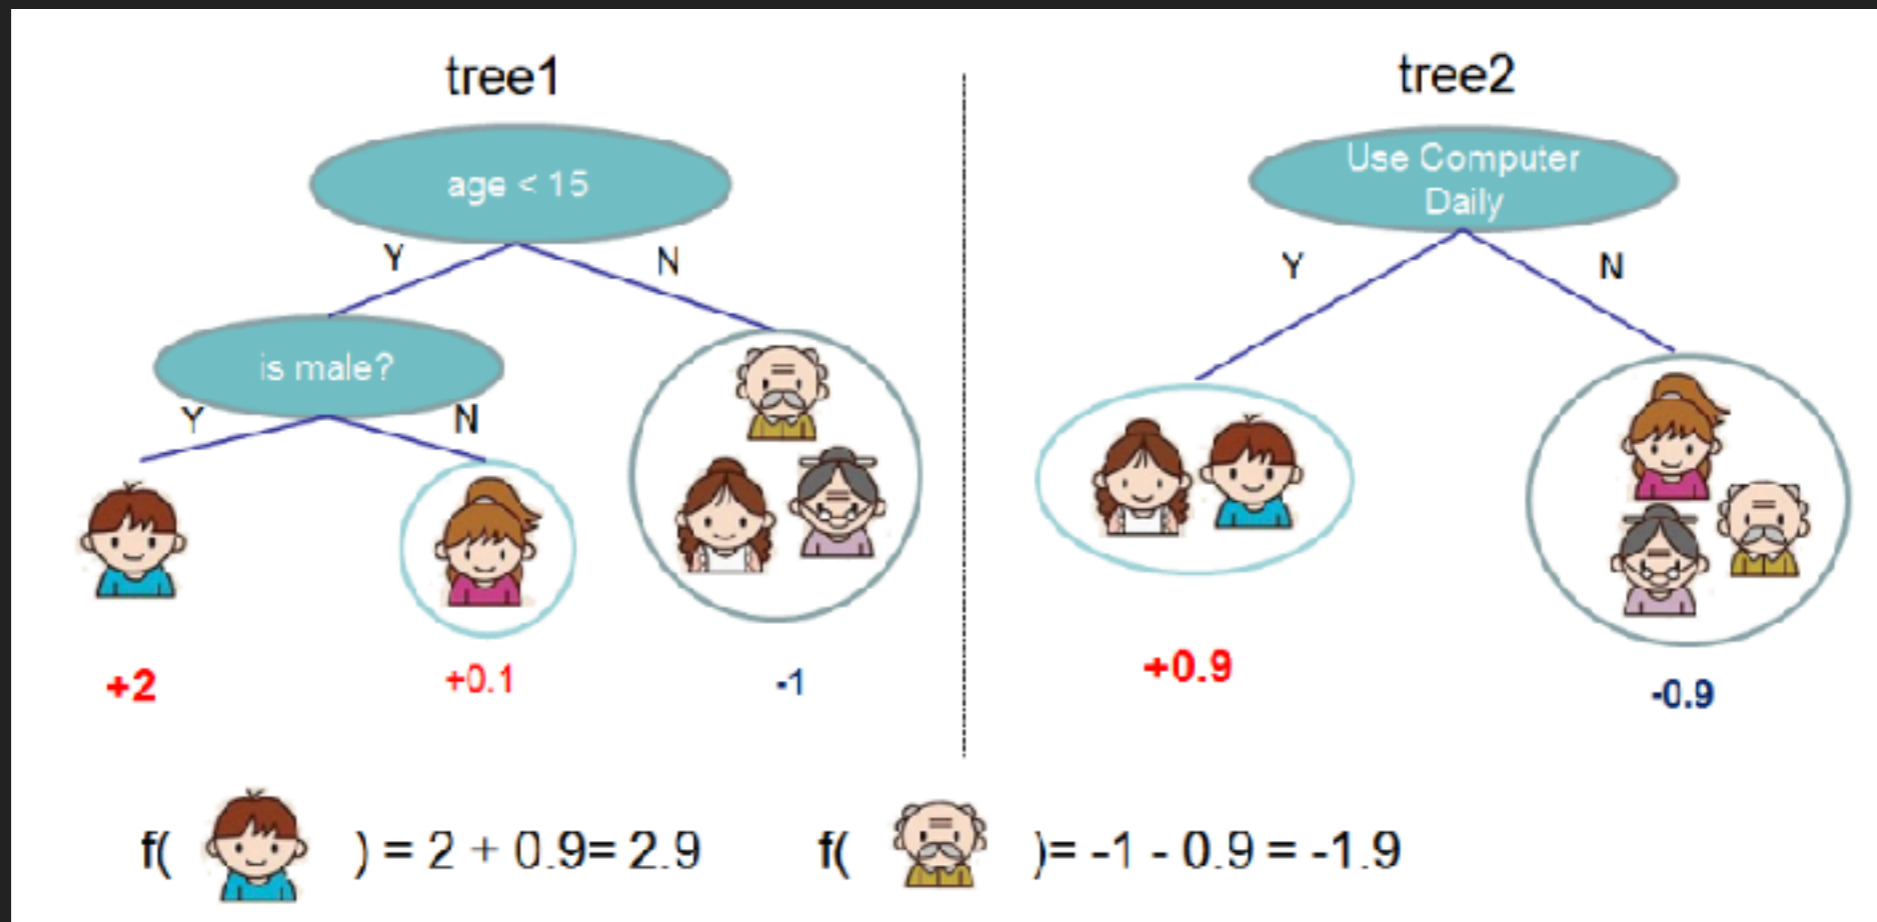 tree1
age < 15
Y
N
is male?
Y
N
+2
+0.1
-1
tree2
Use Computer
Daily
Y
N
+0.9
-0.9
f( ) = 2 + 0.9= 2.9
f( )= -1 - 0.9 = -1.9